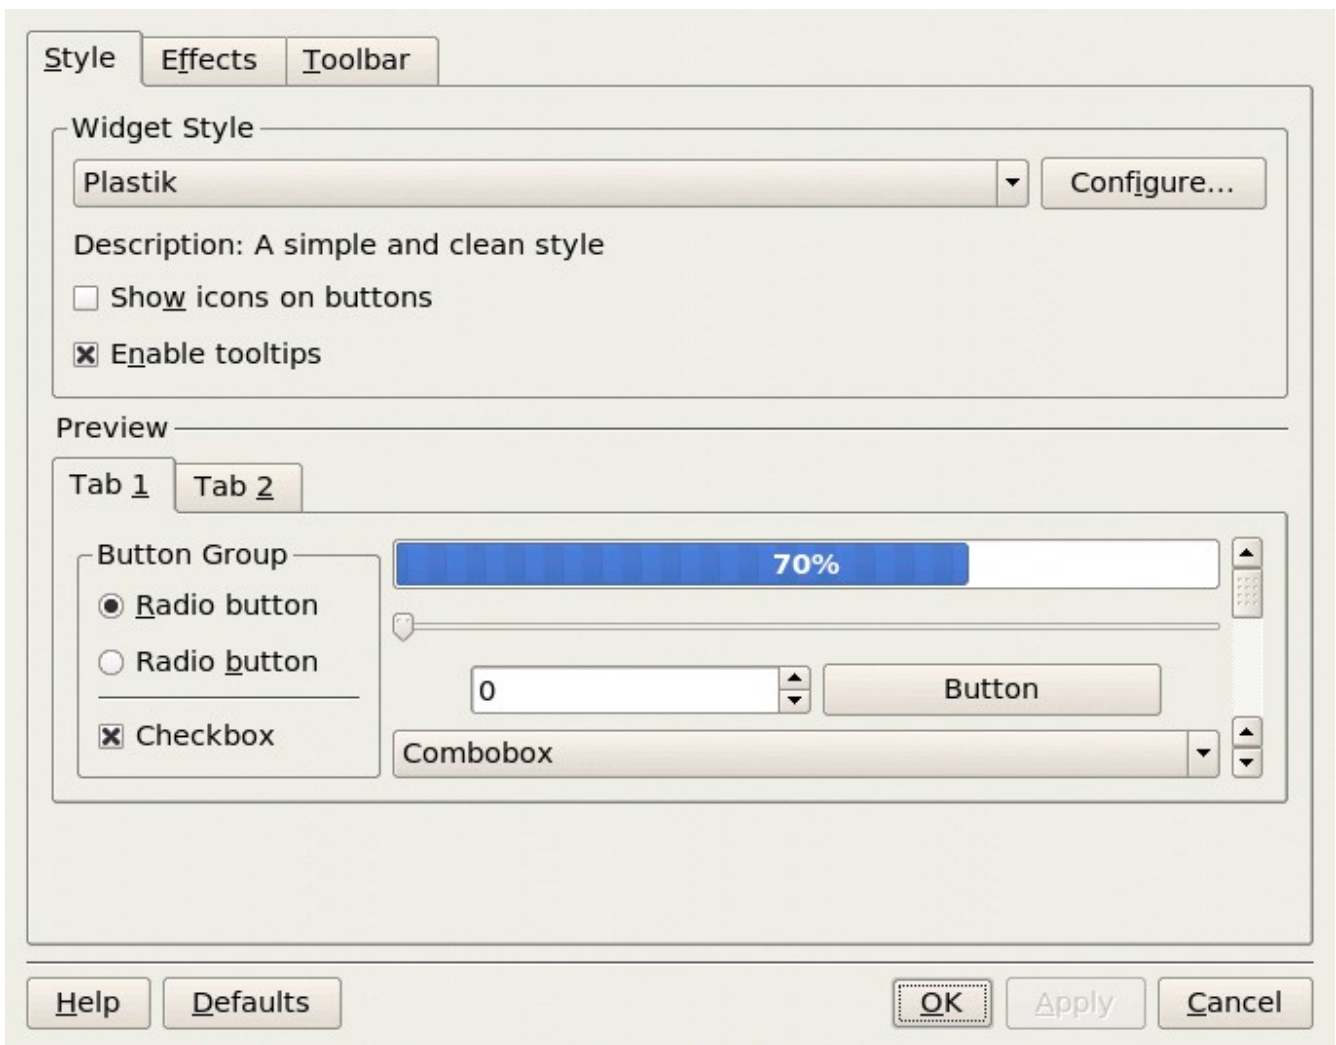 Style Effects Toolbar
Widget Style
Plastik Configure...
Description: A simple and clean style
Show icons on buttons
Enable tooltips
Preview
Tab 1 Tab 2
Button Group
Radio button
Radio button
Checkbox
70%
0 Button
Combobox
Help Defaults OK Apply Cancel